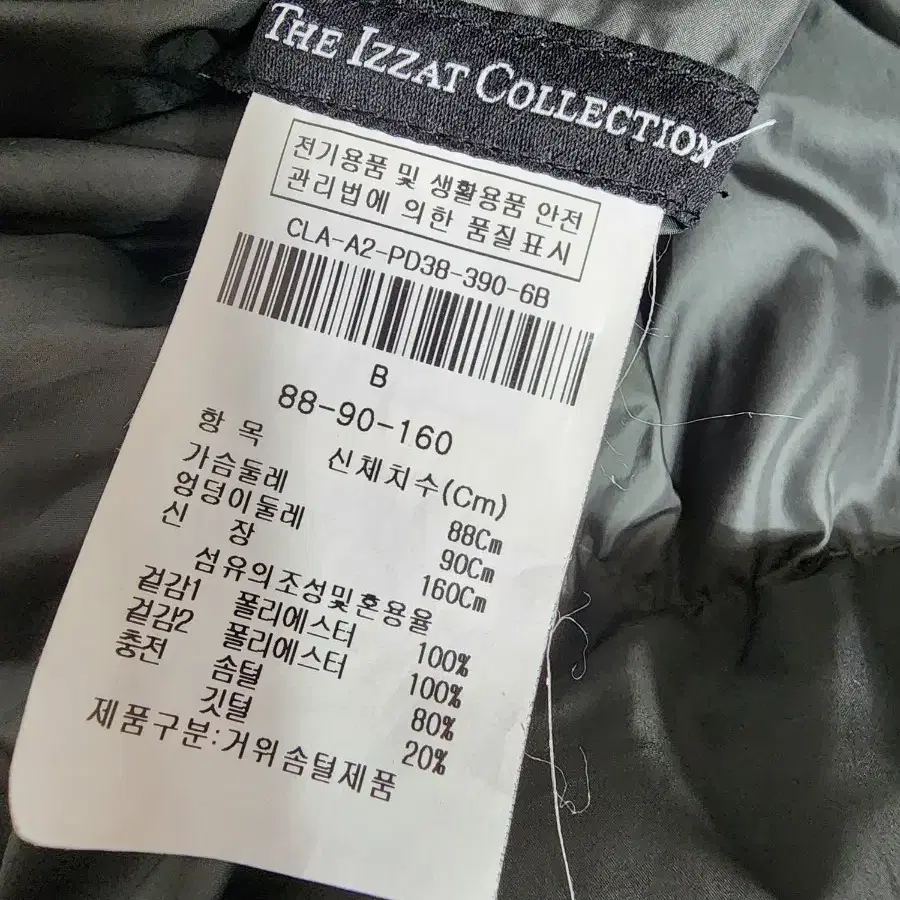 THE IZZAT COLLECTION
전기용품 및 생활용품 안전
관리법에 의한 품질표시
CLA-A2-PD38-390-6B
B
88-90-160
항 목 신체치수(Cm)
가슴둘레 88Cm
엉덩이둘레 90Cm
신 장 160Cm
섬유의조성및혼용율
겉감1 폴리에스터 100%
겉감2 폴리에스터 100%
충전 솜털 80%
깃털 20%
제품구분:거위솜털제품